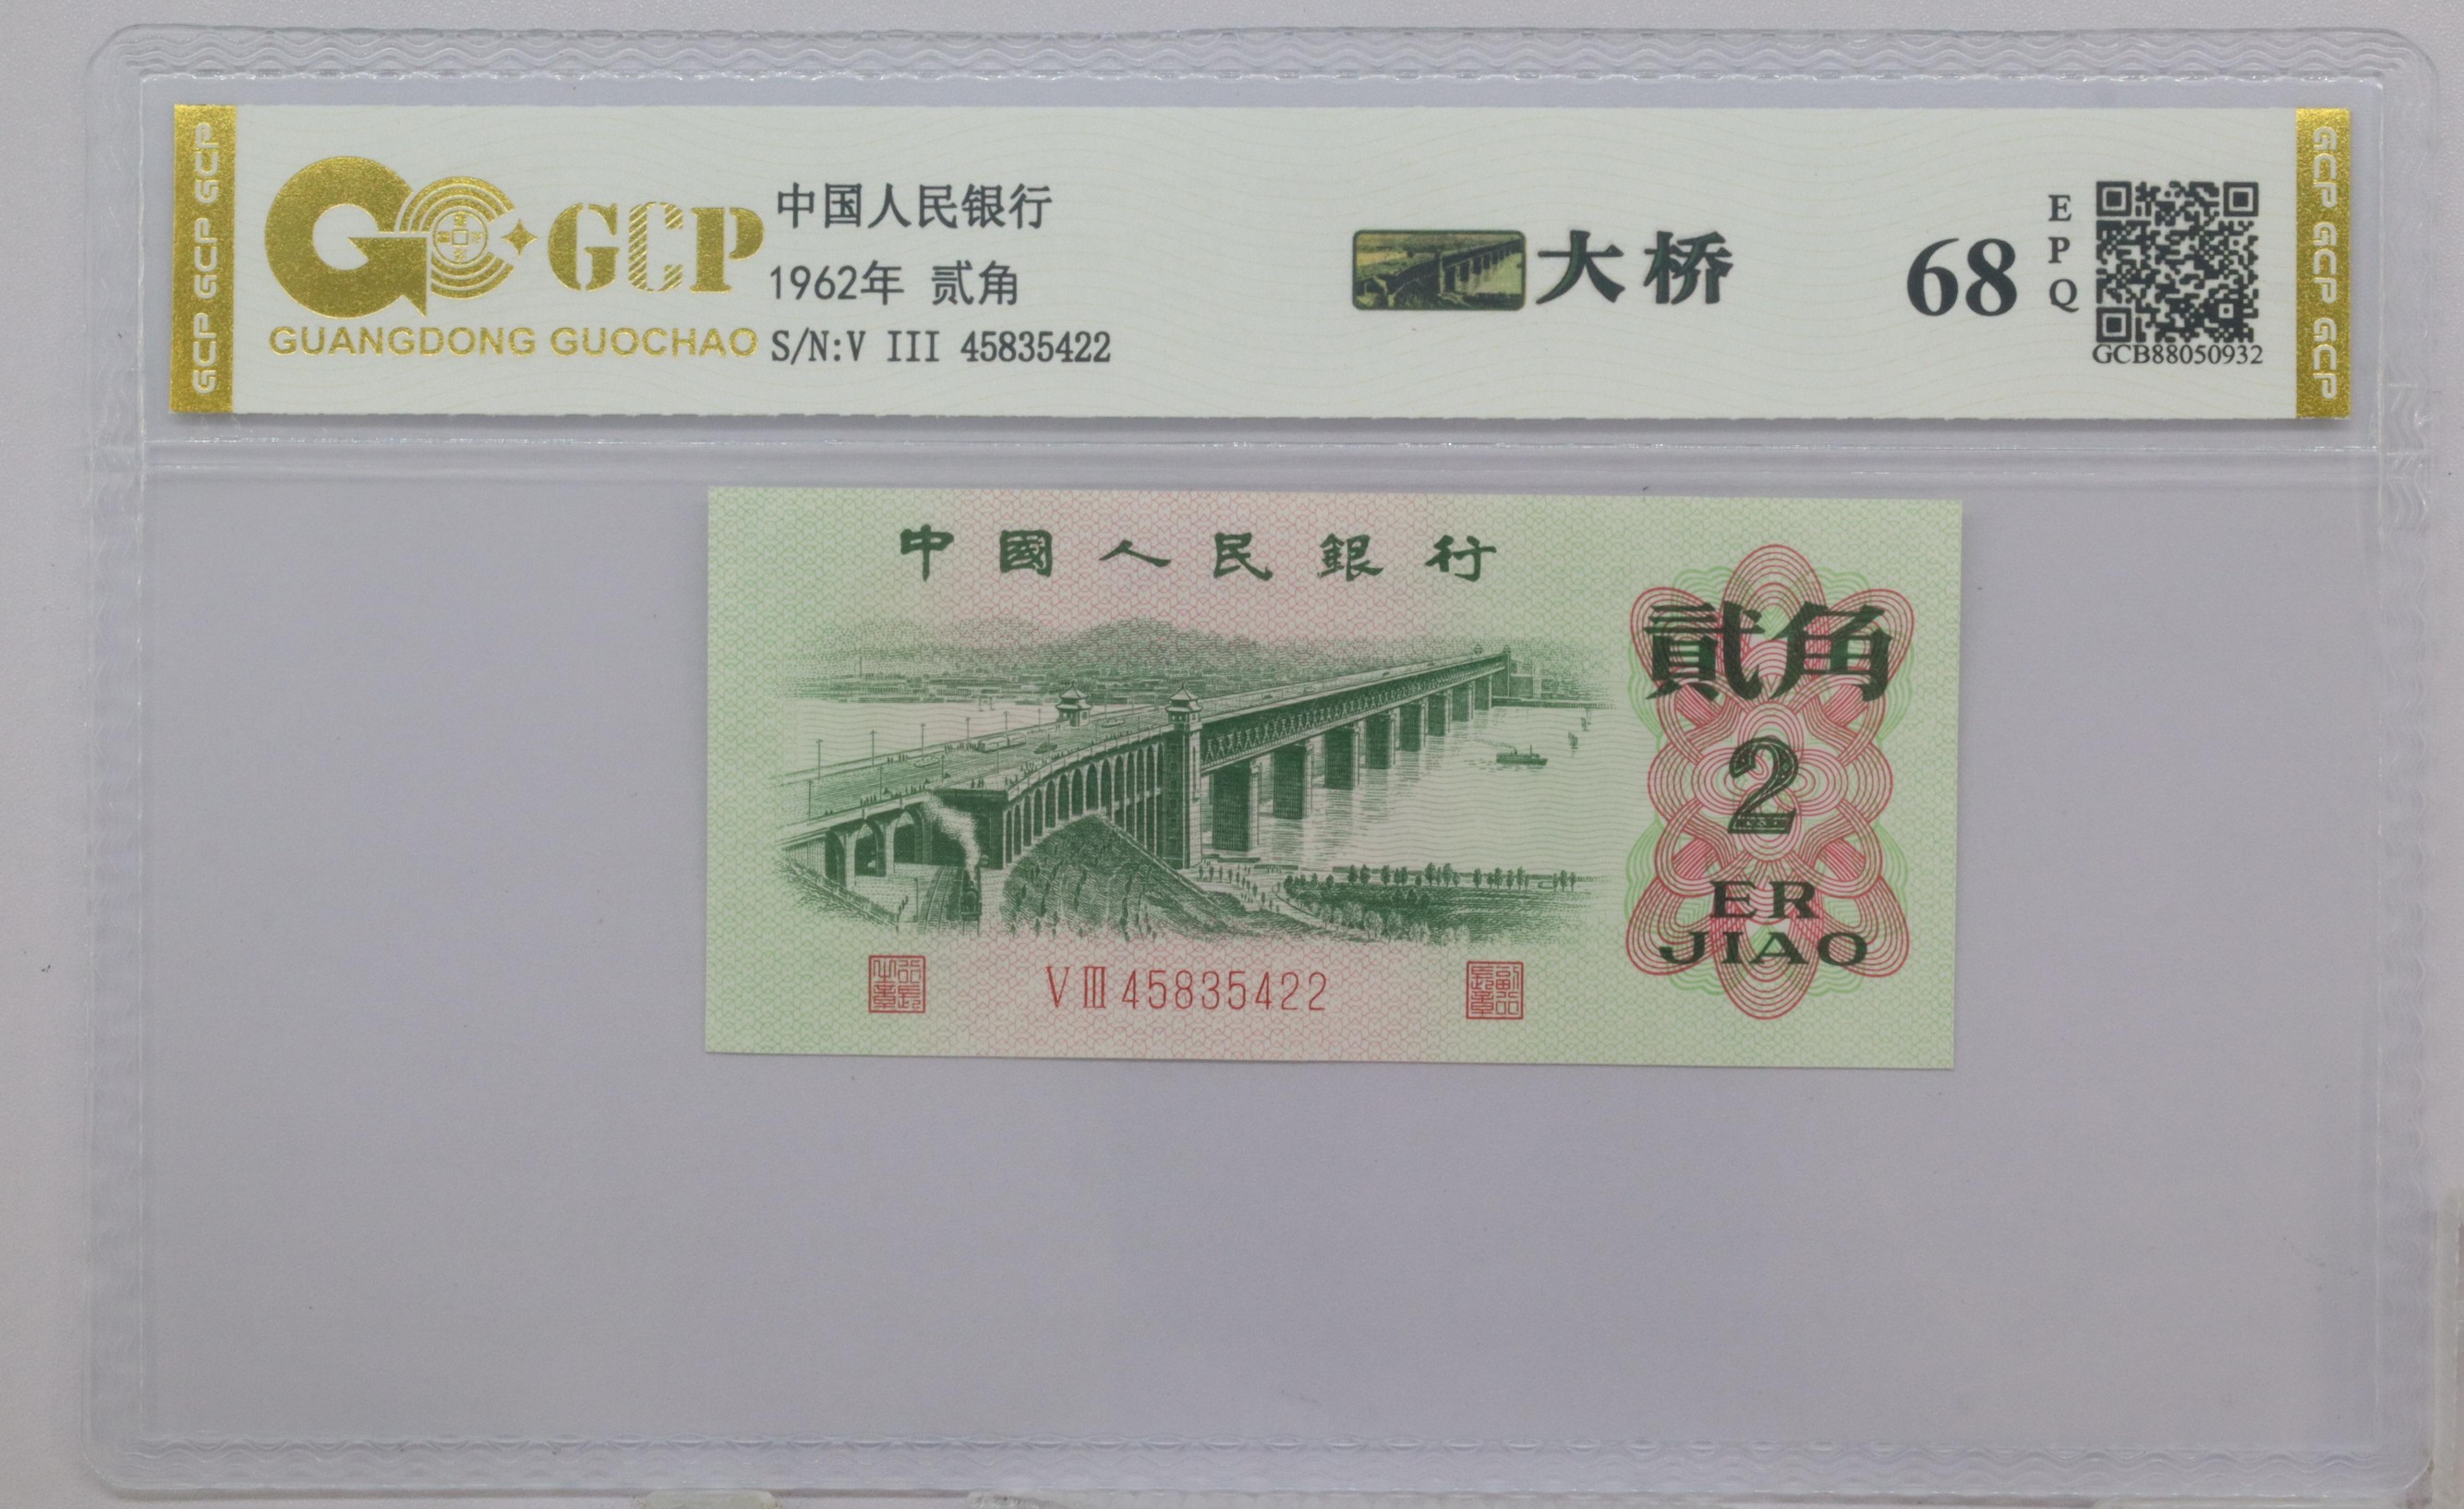 GCP GCP GCP
GCP
GUANGDONG GUOCHAO
中国人民银行
1962年 贰角
S/N:V III 45835422
大桥
68
EPQ
GCB88050932
GCP GCP GCP
中國人民銀行
貳角
2
ER
JIAO
VIII 45835422